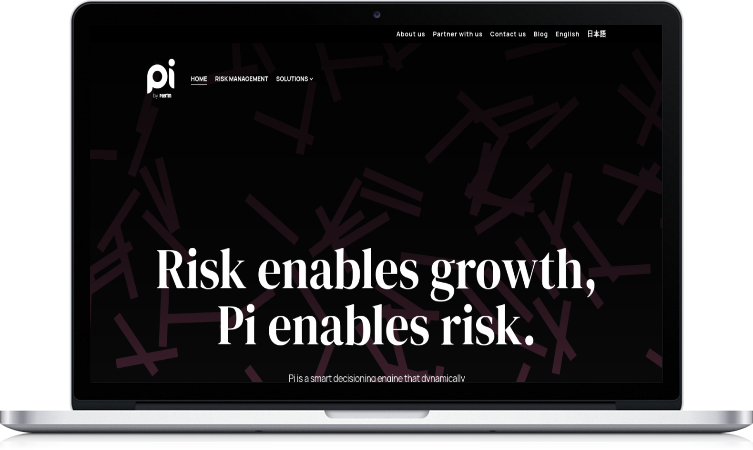 About us Partner with us Contact us Blog English 日本語
pi
HOME RISK MANAGEMENT SOLUTIONS
by
Risk enables growth,
Pi enables risk.
Pi is a smart decisioning engine that dynamically